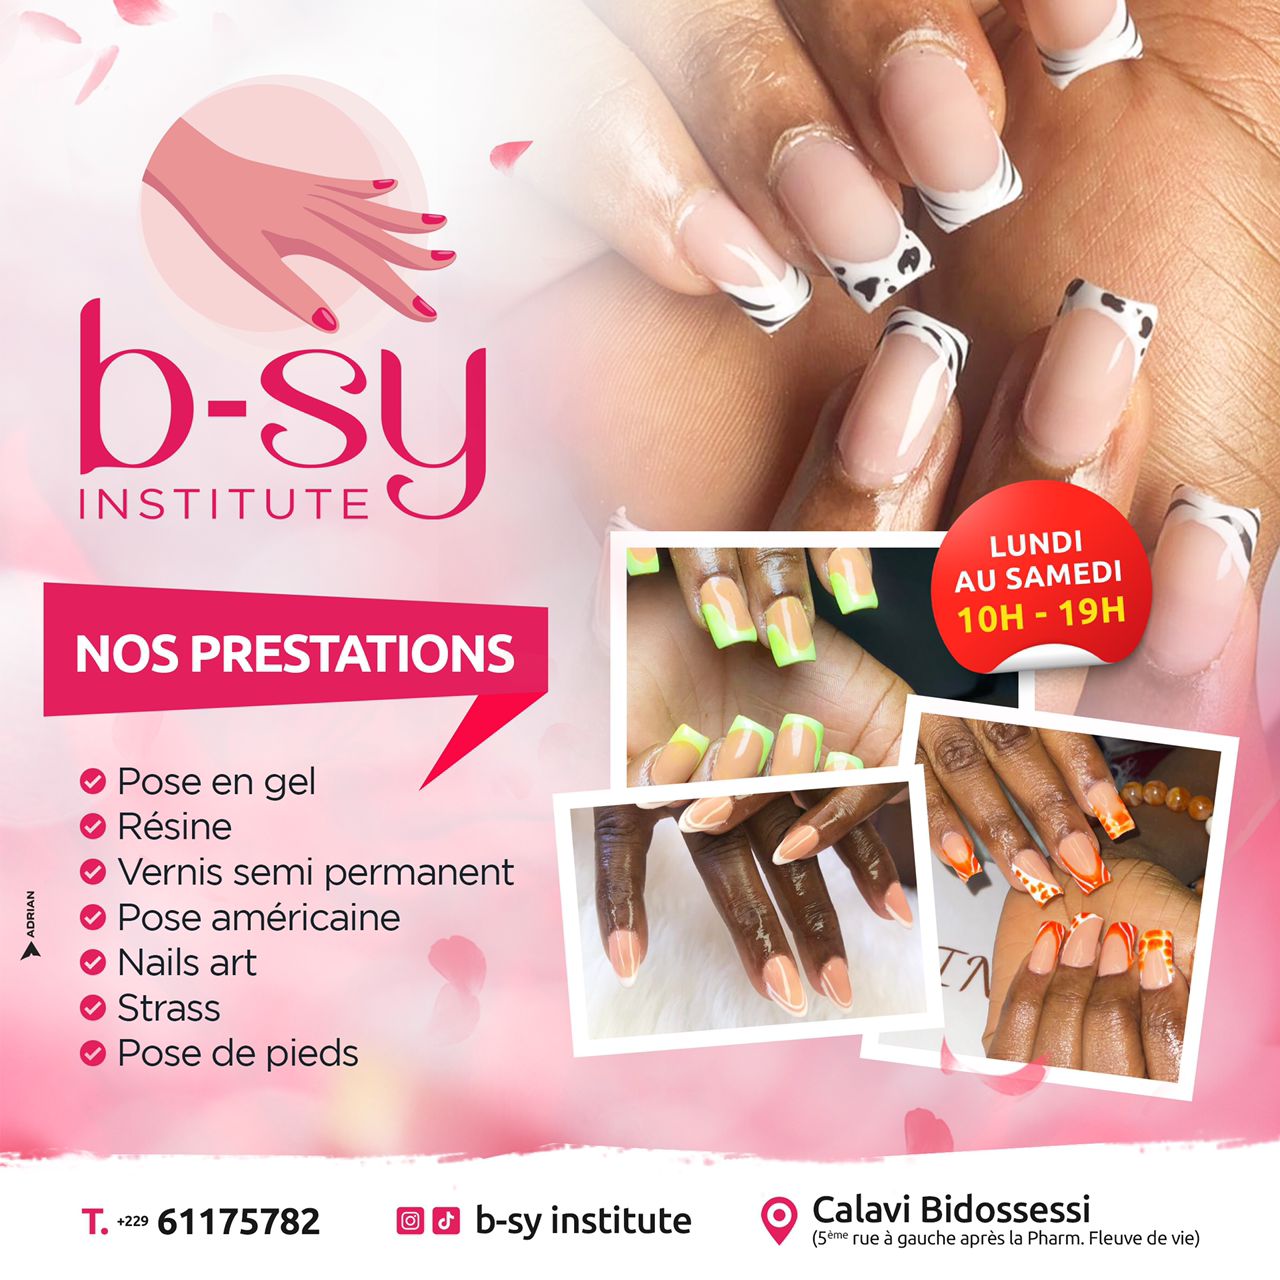 b-sy
INSTITUTE
LUNDI
AU SAMEDI
10H - 19H
NOS PRESTATIONS
Pose en gel
Résine
Vernis semi permanent
Pose américaine
Nails art
Strass
Pose de pieds
ADRIAN
IN
T. +229 61175782
b-sy institute
Calavi Bidossessi
(5ème rue à gauche après la Pharm. Fleuve de vie)